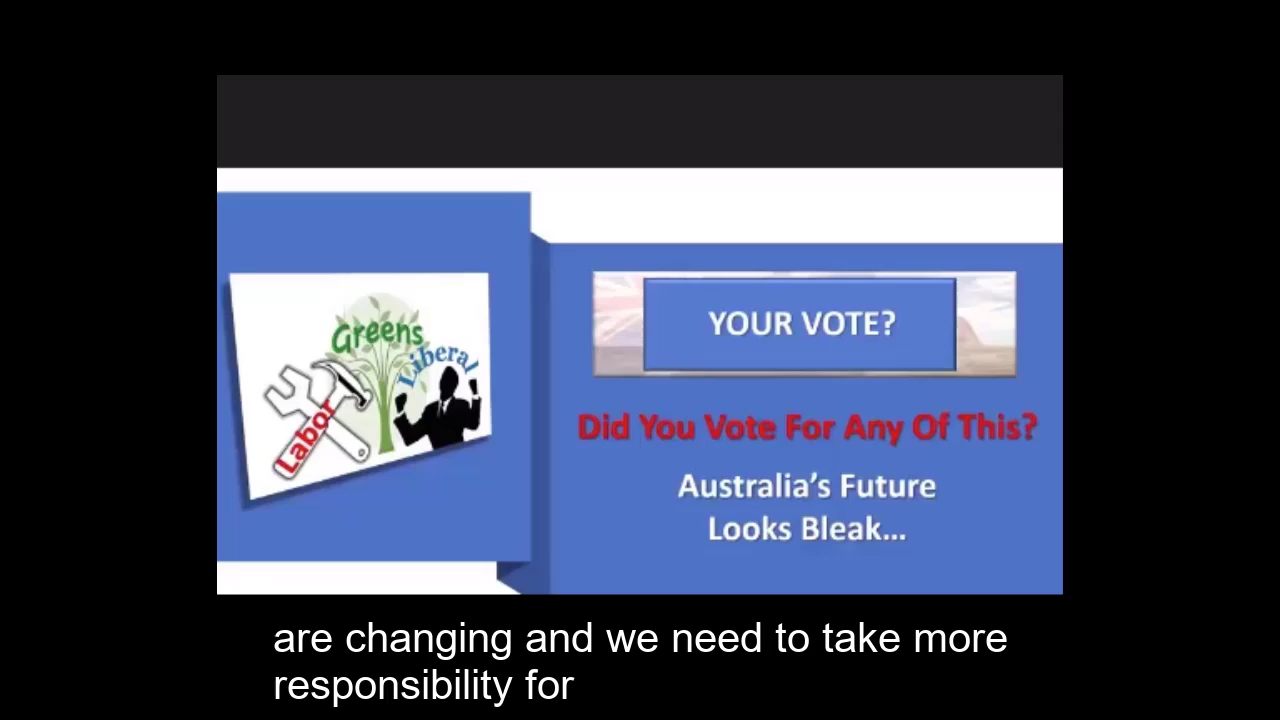 Greens
Liberal
Labor
YOUR VOTE?
Did You Vote For Any Of This?
Australia's Future
Looks Bleak...
are changing and we need to take more
responsibility for